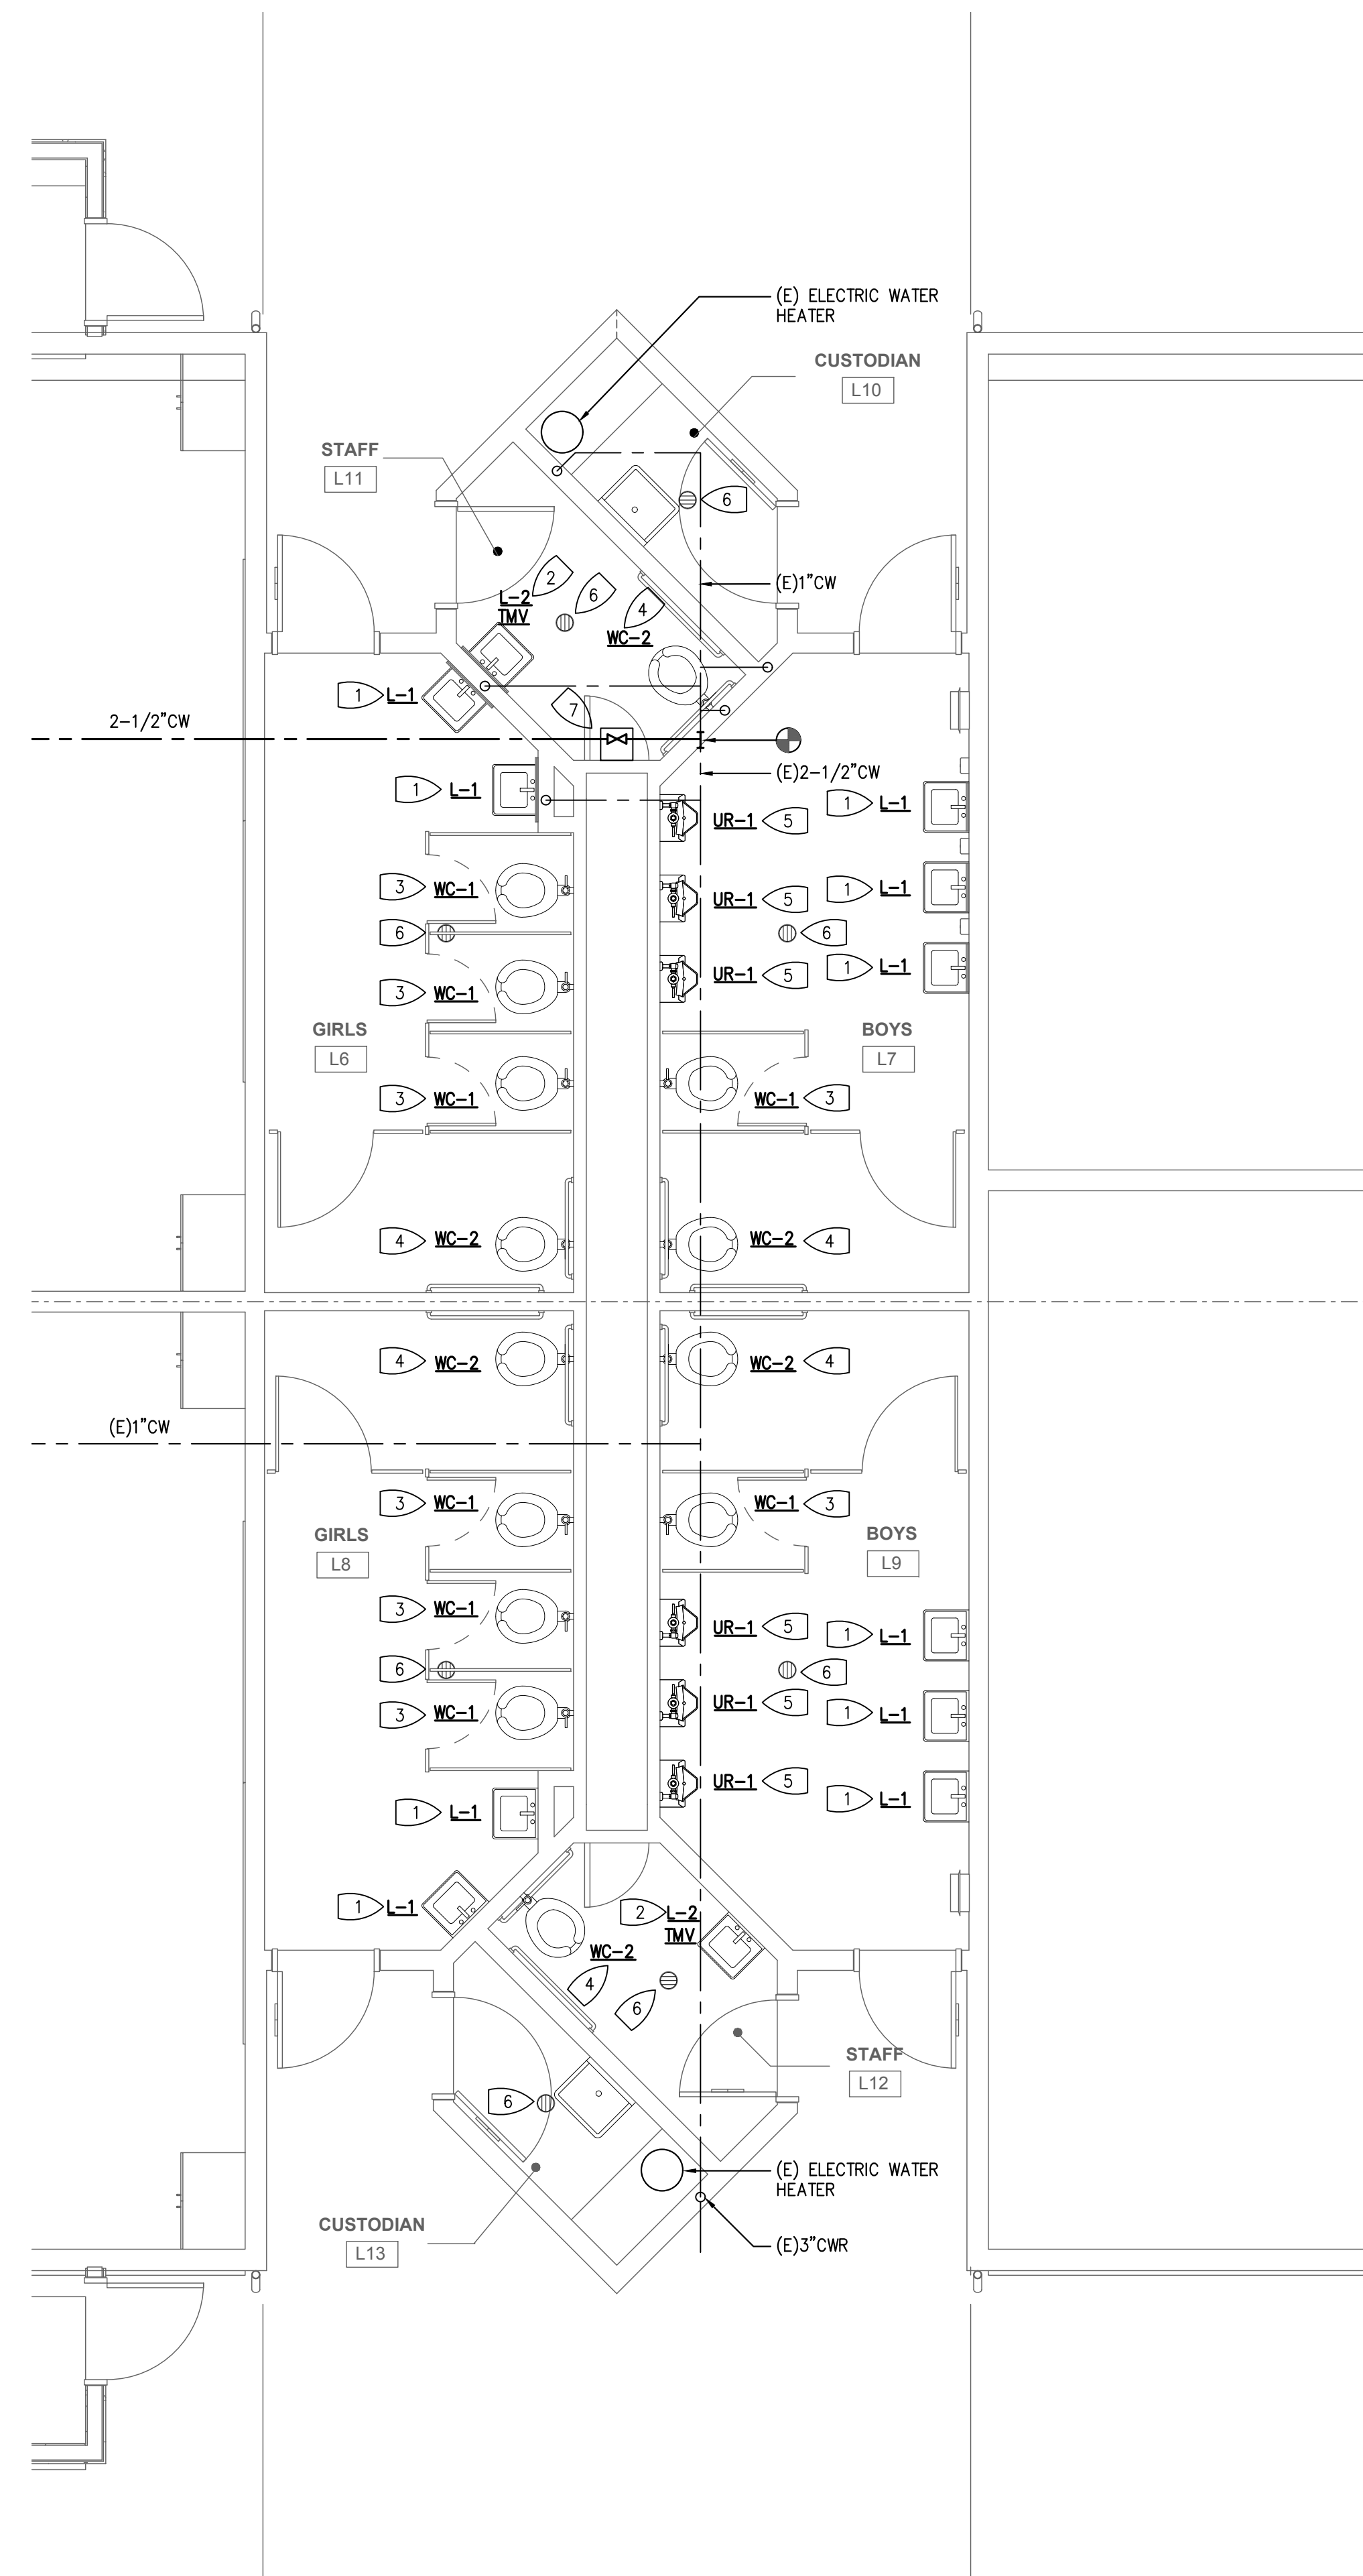 (E) ELECTRIC WATER
HEATER
CUSTODIAN
L10
STAFF
L11
6
2
6
4
L-2
TMV
(E)1"CW
WC-2
1 L-1
7
2-1/2"CW
(E)2-1/2"CW
1 L-1
UR-1 5
1 L-1
3 WC-1
UR-1 5
1 L-1
6
6
3 WC-1
UR-1 5
1 L-1
GIRLS
L6
BOYS
L7
3 WC-1
WC-1 3
4 WC-2
WC-2 4
4 WC-2
WC-2 4
(E)1"CW
3 WC-1
WC-1 3
GIRLS
L8
BOYS
L9
3 WC-1
UR-1 5
1 L-1
6
6
3 WC-1
UR-1 5
1 L-1
UR-1 5
1 L-1
1 L-1
1 L-1
2 L-2
TMV
WC-2
4
6
STAFF
L12
6
(E) ELECTRIC WATER
HEATER
CUSTODIAN
L13
(E)3"CWR